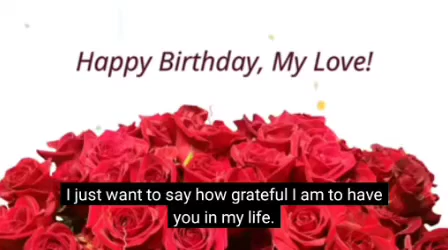 Happy Birthday, My Love!
I just want to say how grateful I am to have
you in my life.